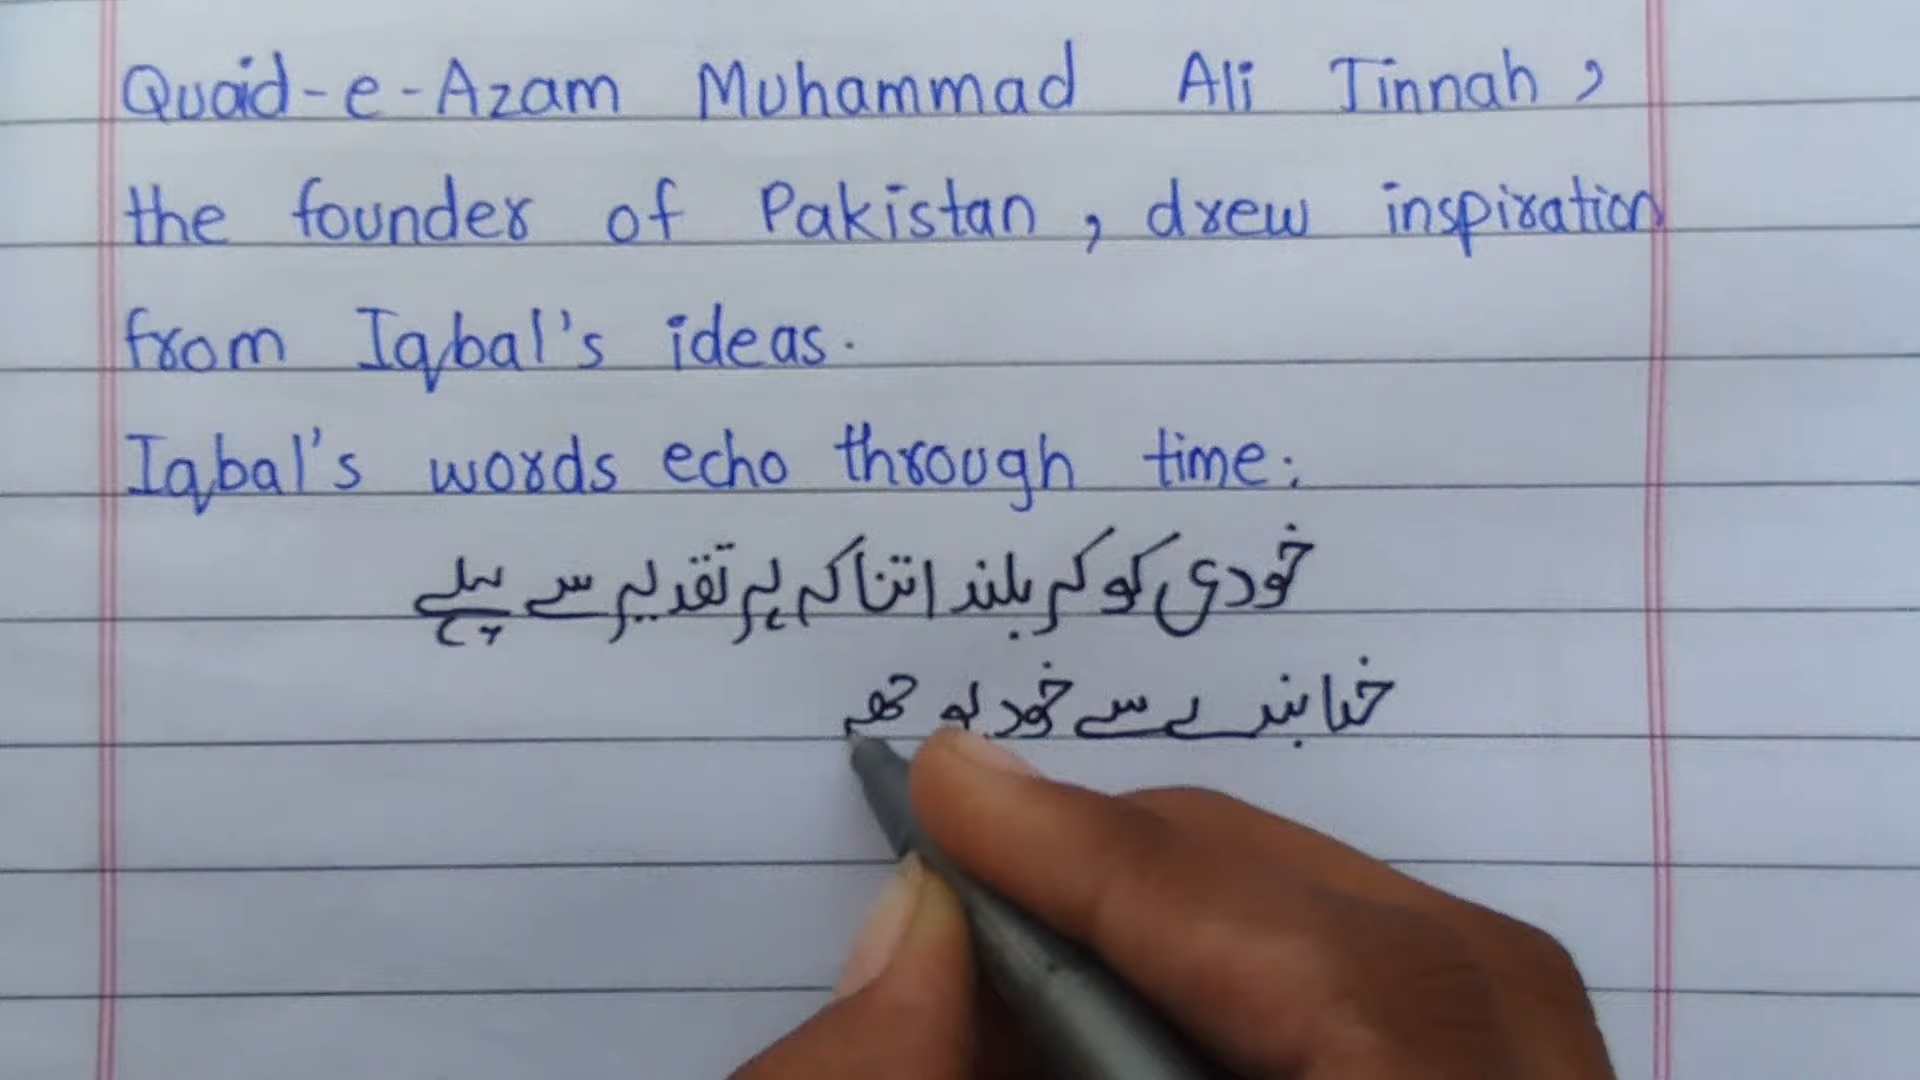 Quaid-e-Azam Muhammad Ali Jinnah,
the founder of Pakistan, drew inspiration
from Iqbal's ideas.
Iqbal's words echo through time:
خودی کو کر بلند اتنا کہ ہر تقدیر سے پہلے
خدا بندے سے خود پوچھے